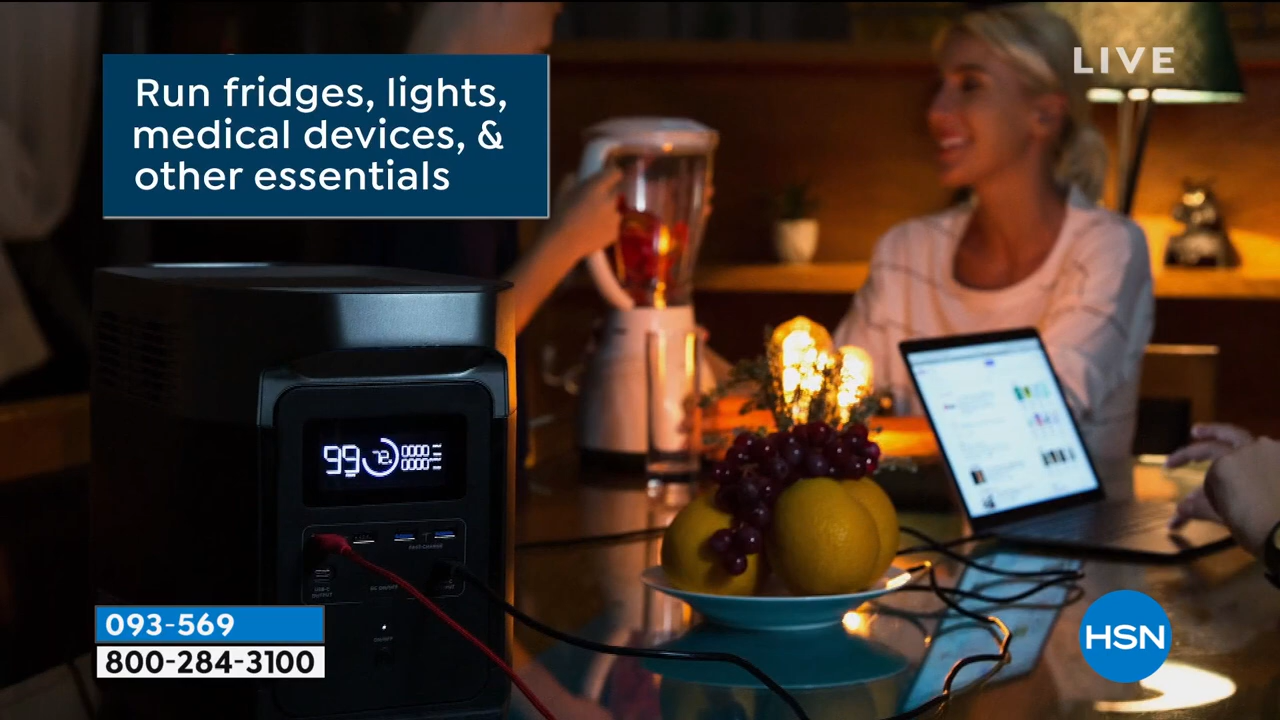 Run fridges, lights,
medical devices, &
other essentials
LIVE
99
093-569
800-284-3100
HSN